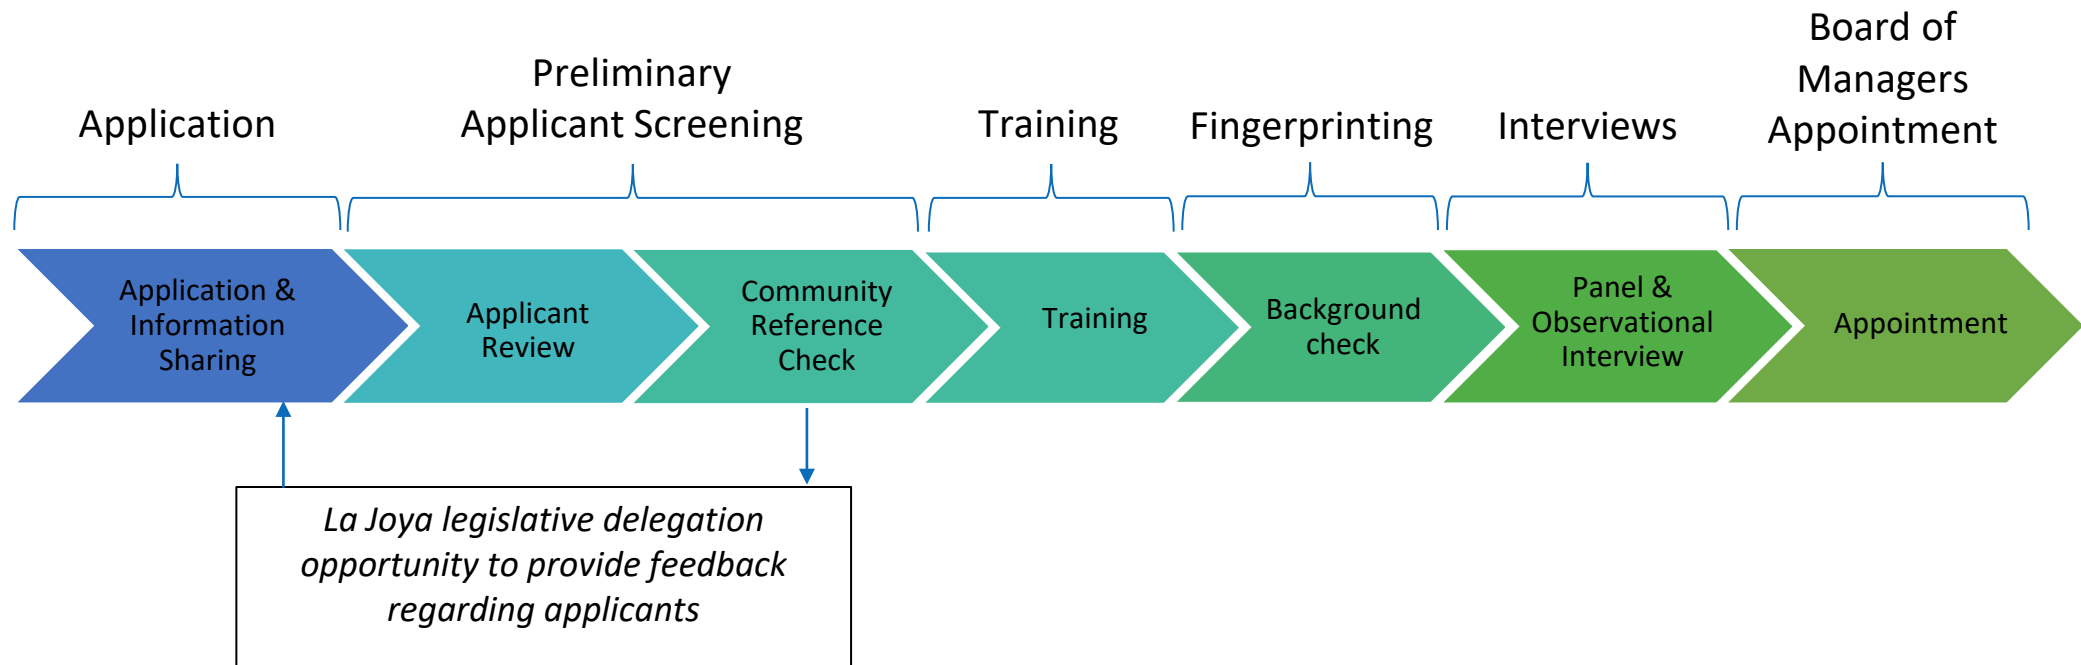 Application
Preliminary
Applicant Screening
Training
Fingerprinting
Interviews
Board of
Managers
Appointment
Application &
Information
Sharing
Applicant
Review
Community
Reference
Check
Training
Background
check
Panel &
Observational
Interview
Appointment
La Joya legislative delegation
opportunity to provide feedback
regarding applicants